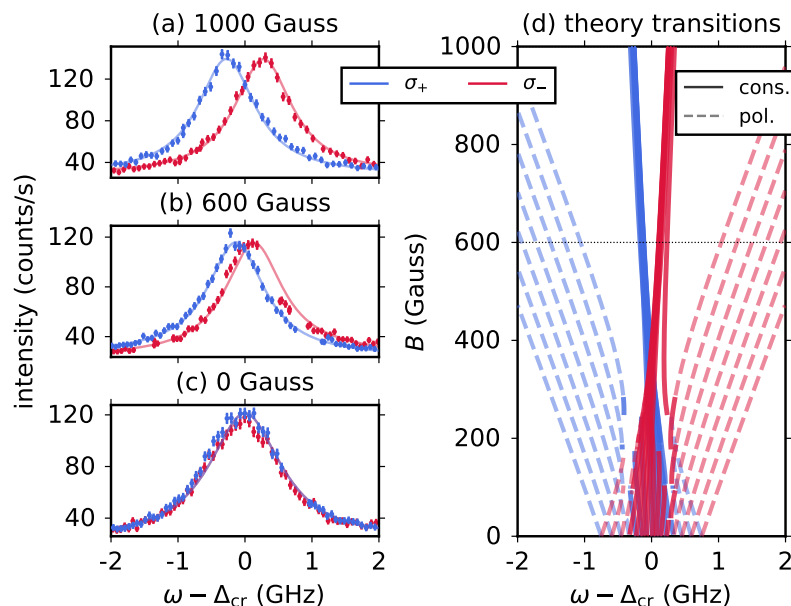 (a) 1000 Gauss
120
80
40
(b) 600 Gauss
120
80
40
(c) 0 Gauss
120
80
40
-2 -1 0 1 2
ω − Δcr (GHz)
intensity (counts/s)
(d) theory transitions
σ+ σ−
cons.
pol.
1000
800
600
400
200
0
B (Gauss)
-2 -1 0 1 2
ω − Δcr (GHz)